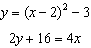 y = (x − 2)² − 3
2y + 16 = 4x